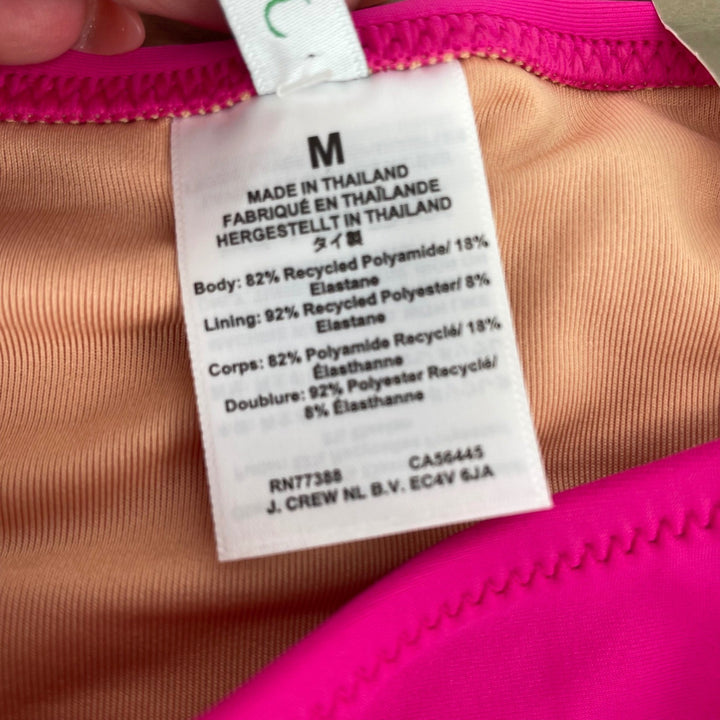 C
M
MADE IN THAILAND
FABRIQUÉ EN THAÏLANDE
HERGESTELLT IN THAILAND
タイ製
Body: 82% Recycled Polyamide/ 18%
Elastane
Lining: 92% Recycled Polyester/ 8%
Elastane
Corps: 82% Polyamide Recyclé/ 18%
Élasthanne
Doublure: 92% Polyester Recyclé/
8% Élasthanne
RN77388 CA56445
J. CREW NL B.V. EC4V 6JA